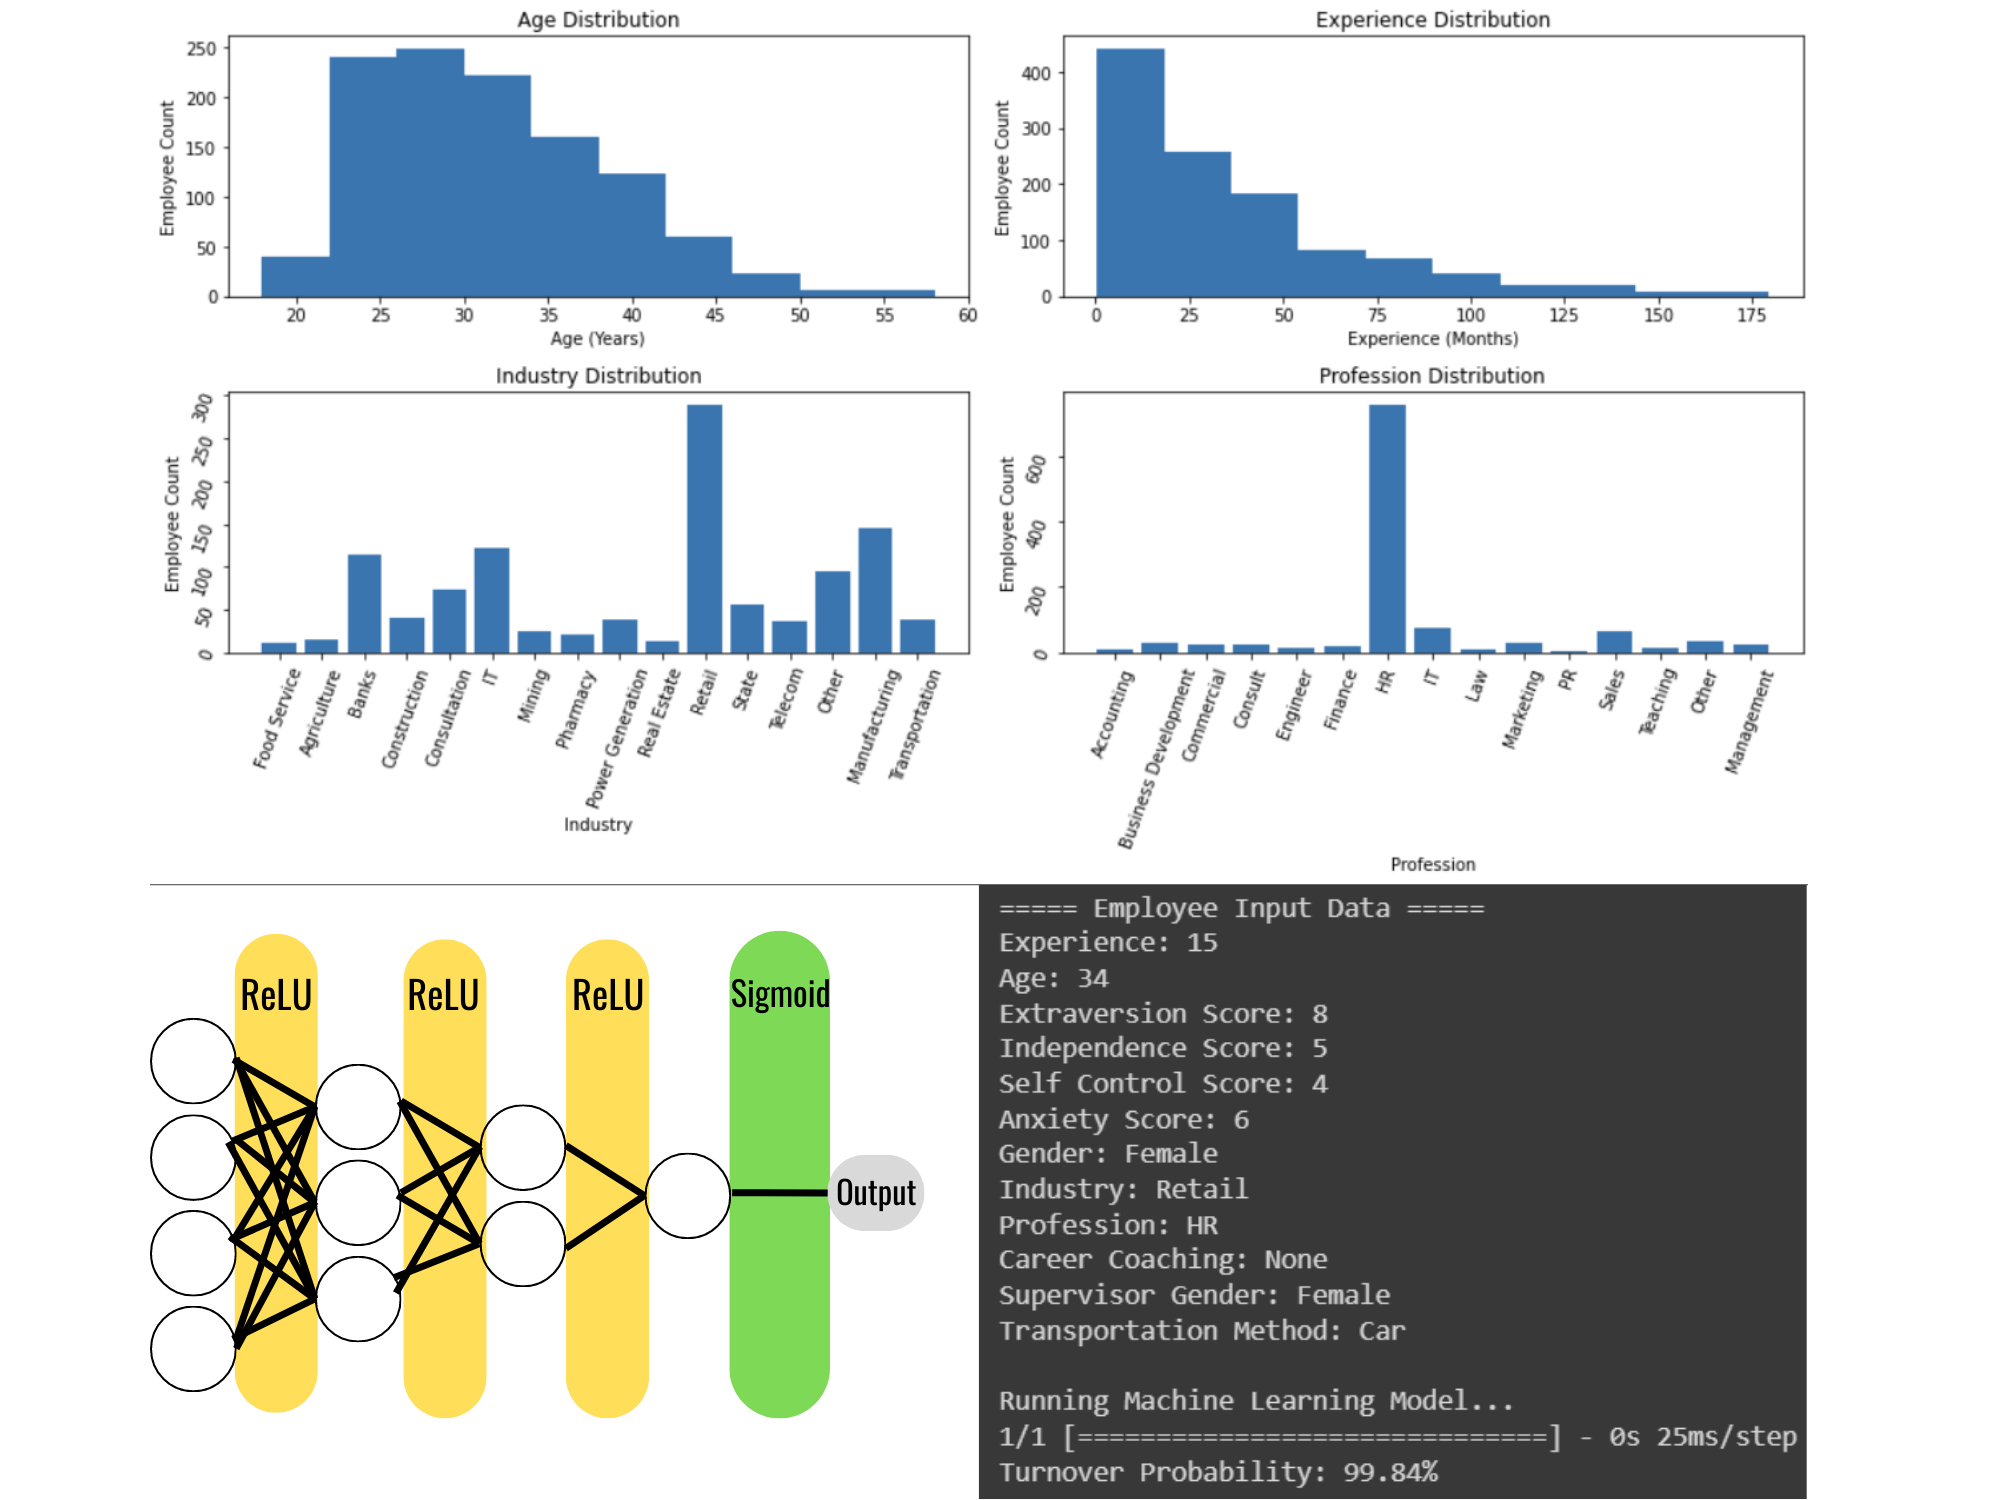 Age Distribution
250
200
150
100
50
0
Employee Count
20 25 30 35 40 45 50 55 60
Age (Years)
Experience Distribution
400
300
200
100
0
Employee Count
0 25 50 75 100 125 150 175
Experience (Months)
Industry Distribution
300
250
200
150
100
50
0
Employee Count
Food Service
Agriculture
Banks
Construction
Consultation
IT
Mining
Pharmacy
Power Generation
Real Estate
Retail
State
Telecom
Other
Manufacturing
Transportation
Industry
Profession Distribution
600
400
200
0
Employee Count
Accounting
Business Development
Commercial
Consult
Engineer
Finance
HR
IT
Law
Marketing
PR
Sales
Teaching
Other
Management
Profession
ReLU ReLU ReLU Sigmoid
Output
===== Employee Input Data =====
Experience: 15
Age: 34
Extraversion Score: 8
Independence Score: 5
Self Control Score: 4
Anxiety Score: 6
Gender: Female
Industry: Retail
Profession: HR
Career Coaching: None
Supervisor Gender: Female
Transportation Method: Car
Running Machine Learning Model...
1/1 [==============================] - 0s 25ms/step
Turnover Probability: 99.84%